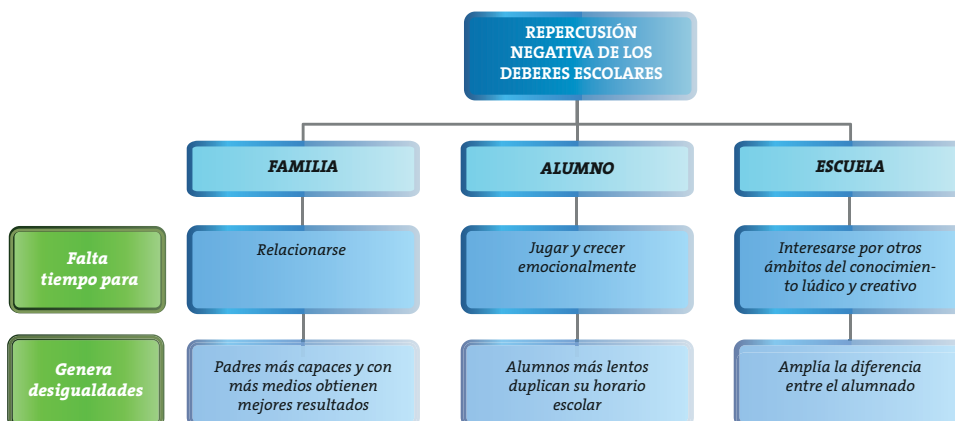 REPERCUSIÓN
NEGATIVA DE LOS
DEBERES ESCOLARES
FAMILIA
ALUMNO
ESCUELA
Falta
tiempo para
Relacionarse
Jugar y crecer
emocionalmente
Interesarse por otros
ámbitos del conocimien-
to lúdico y creativo
Genera
desigualdades
Padres más capaces y con
más medios obtienen
mejores resultados
Alumnos más lentos
duplican su horario
escolar
Amplía la diferencia
entre el alumnado